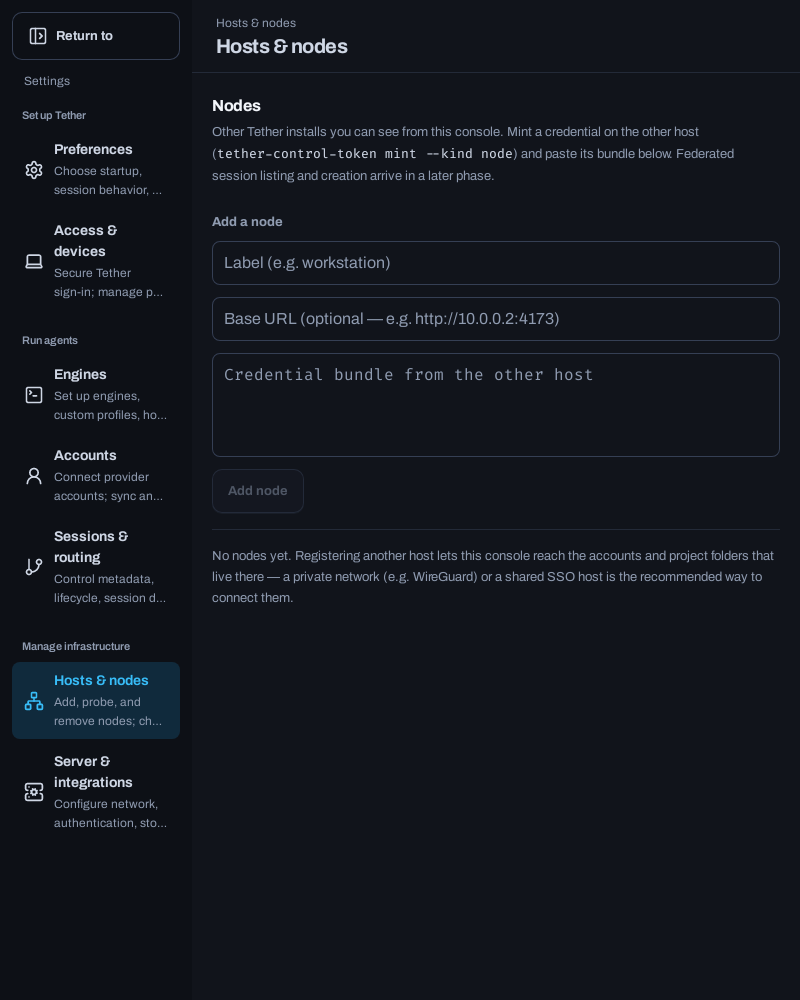 Return to
Settings
Set up Tether
Preferences
Choose startup,
session behavior, ...
Access &
devices
Secure Tether
sign-in; manage p...
Run agents
Engines
Set up engines,
custom profiles, ho...
Accounts
Connect provider
accounts; sync an...
Sessions &
routing
Control metadata,
lifecycle, session d...
Manage infrastructure
Hosts & nodes
Add, probe, and
remove nodes; ch...
Server &
integrations
Configure network,
authentication, sto...
Hosts & nodes
Hosts & nodes
Nodes
Other Tether installs you can see from this console. Mint a credential on the other host
(tether-control-token mint --kind node) and paste its bundle below. Federated
session listing and creation arrive in a later phase.
Add a node
Label (e.g. workstation)
Base URL (optional — e.g. http://10.0.0.2:4173)
Credential bundle from the other host
Add node
No nodes yet. Registering another host lets this console reach the accounts and project folders that
live there — a private network (e.g. WireGuard) or a shared SSO host is the recommended way to
connect them.